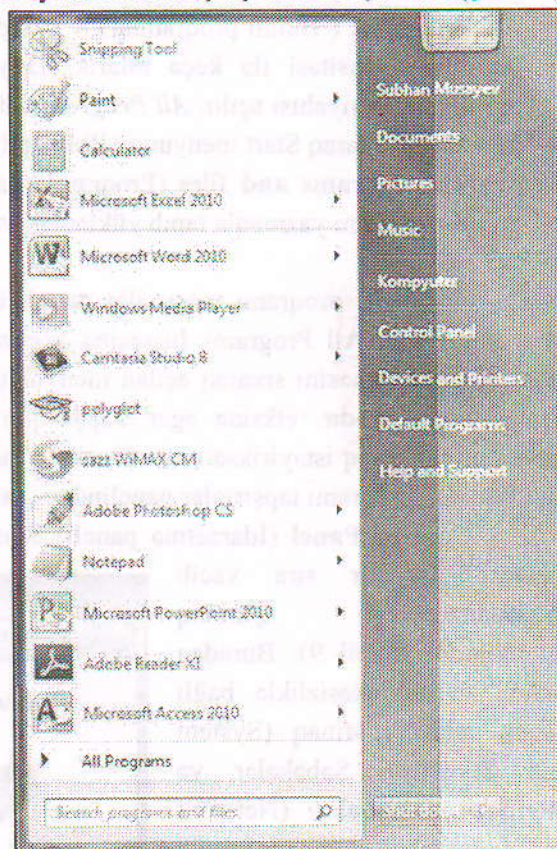 Snipping Tool
Paint
Calculator
Microsoft Excel 2010
Microsoft Word 2010
Windows Media Player
Camtasia Studio 8
polyglot
sazz WiMAX CM
Adobe Photoshop CS
Notepad
Microsoft PowerPoint 2010
Adobe Reader XI
Microsoft Access 2010
All Programs
Search programs and files
Subhan
Documents
Pictures
Music
Kompyuter
Control Panel
Devices and Printers
Default Programs
Help and Support